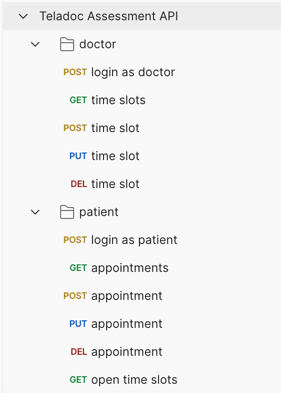 Teladoc Assessment API
doctor
POST login as doctor
GET time slots
POST time slot
PUT time slot
DEL time slot
patient
POST login as patient
GET appointments
POST appointment
PUT appointment
DEL appointment
GET open time slots